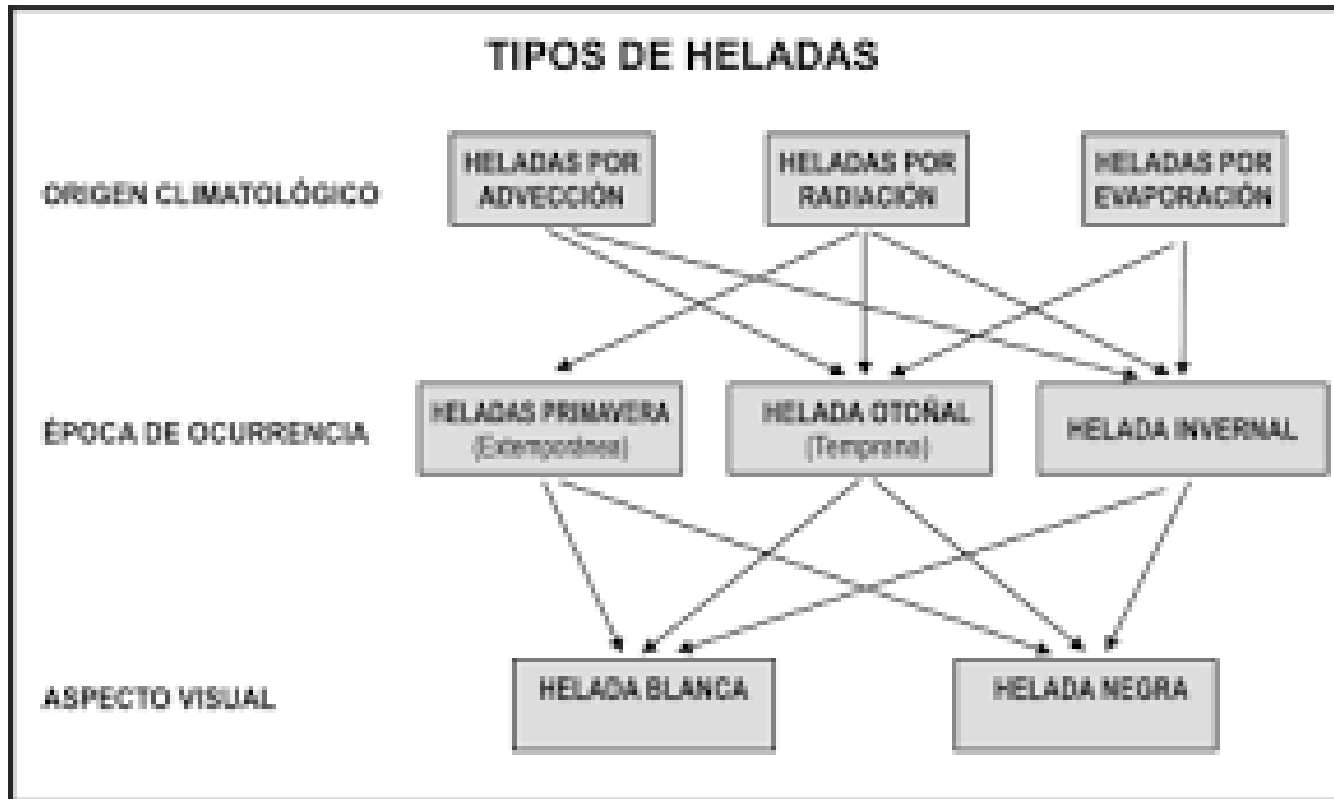 TIPOS DE HELADAS
ORIGEN CLIMATOLÓGICO
HELADAS POR
ADVECCIÓN
HELADAS POR
RADIACIÓN
HELADAS POR
EVAPORACIÓN
ÉPOCA DE OCURRENCIA
HELADAS PRIMAVERA
(Extemporánea)
HELADA OTOÑAL
(Temprana)
HELADA INVERNAL
ASPECTO VISUAL
HELADA BLANCA
HELADA NEGRA